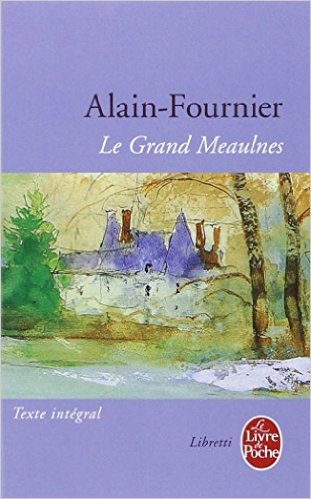 Alain-Fournier
Le Grand Meaulnes
Texte intégral
Libretti
Le
Livre
de
Poche